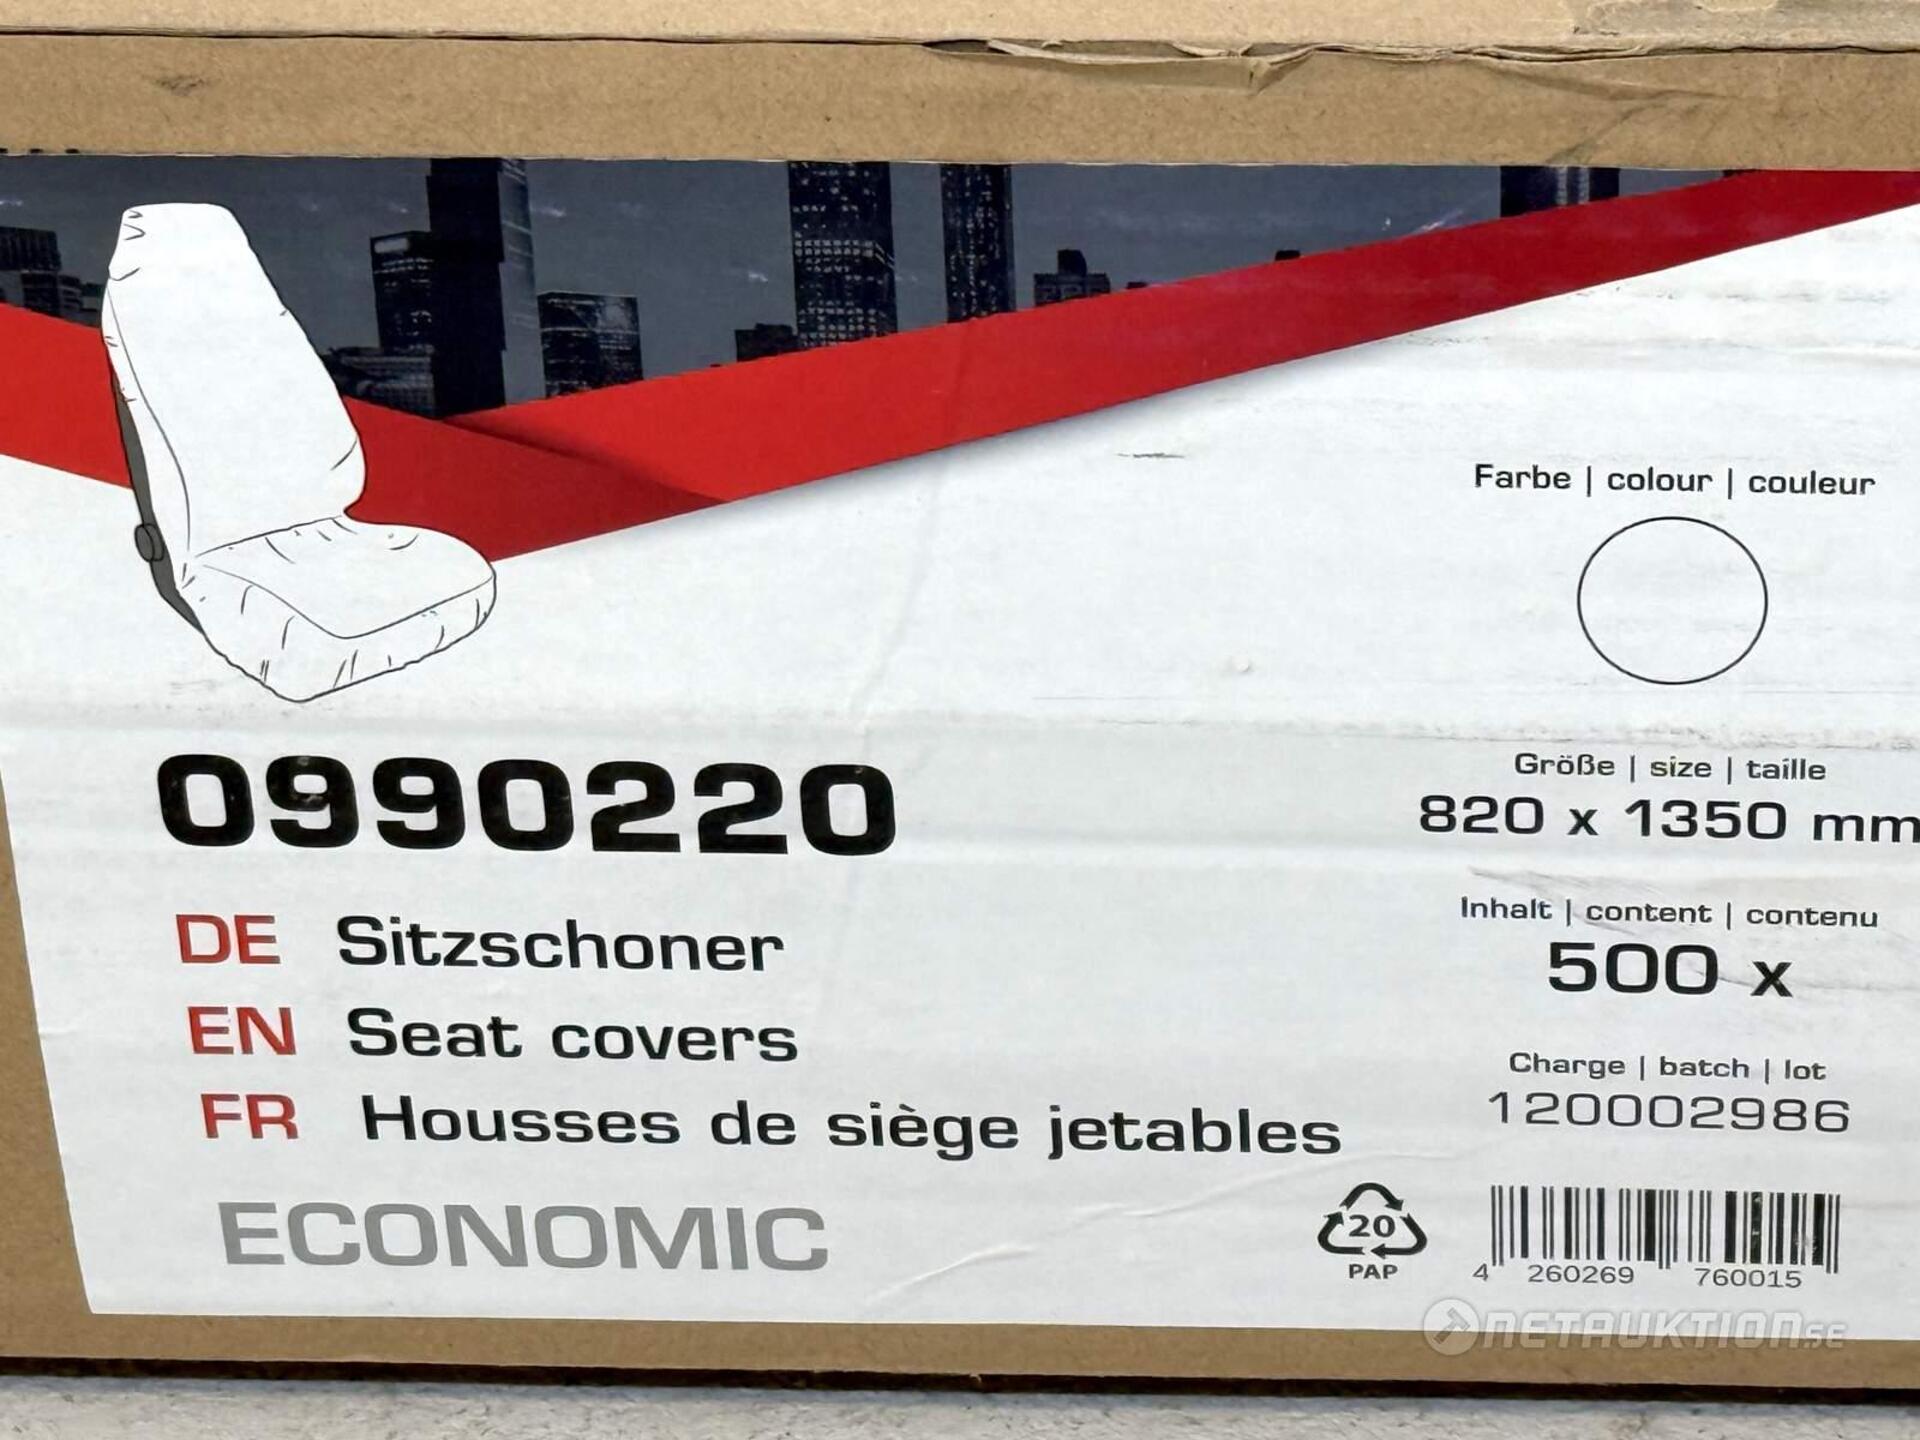 Farbe | colour | couleur
0990220
Größe | size | taille
820 x 1350 mm
DE Sitzschoner
EN Seat covers
FR Housses de siège jetables
ECONOMIC
Inhalt | content | contenu
500 x
Charge | batch | lot
120002986
20
PAP
4 260269 760015
NETAUKTION.SE